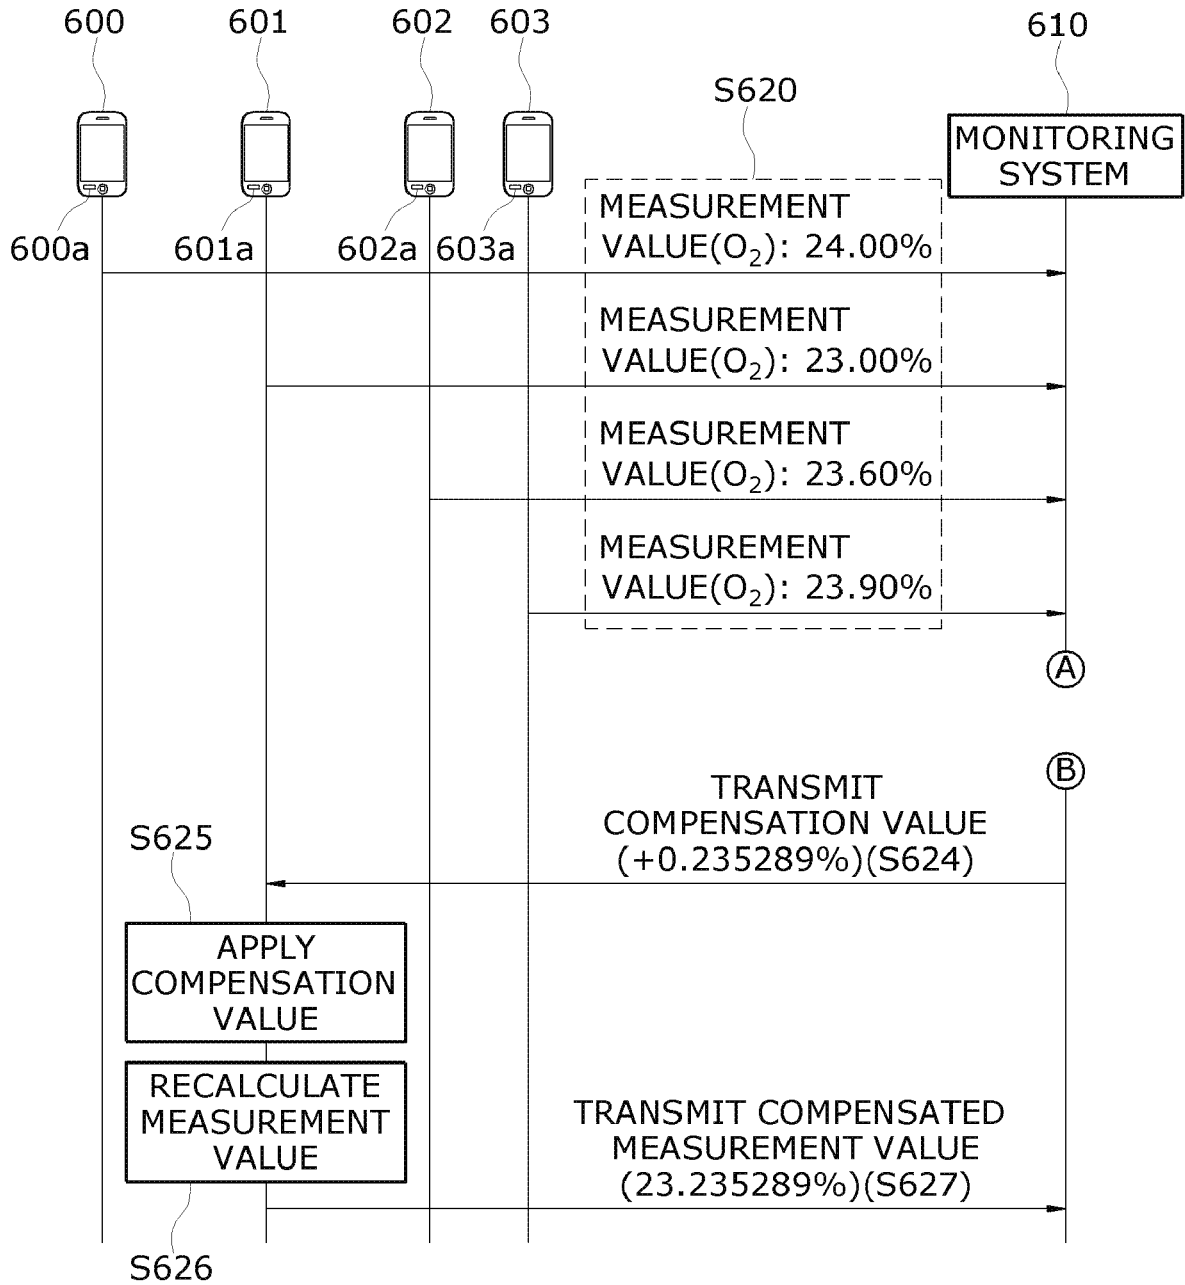 600
601
602
603
610
S620
MONITORING
SYSTEM
600a
601a
602a
603a
MEASUREMENT
VALUE(O₂): 24.00%
MEASUREMENT
VALUE(O₂): 23.00%
MEASUREMENT
VALUE(O₂): 23.60%
MEASUREMENT
VALUE(O₂): 23.90%
A
B
TRANSMIT
COMPENSATION VALUE
(+0.235289%)(S624)
S625
APPLY
COMPENSATION
VALUE
RECALCULATE
MEASUREMENT
VALUE
TRANSMIT COMPENSATED
MEASUREMENT VALUE
(23.235289%)(S627)
S626